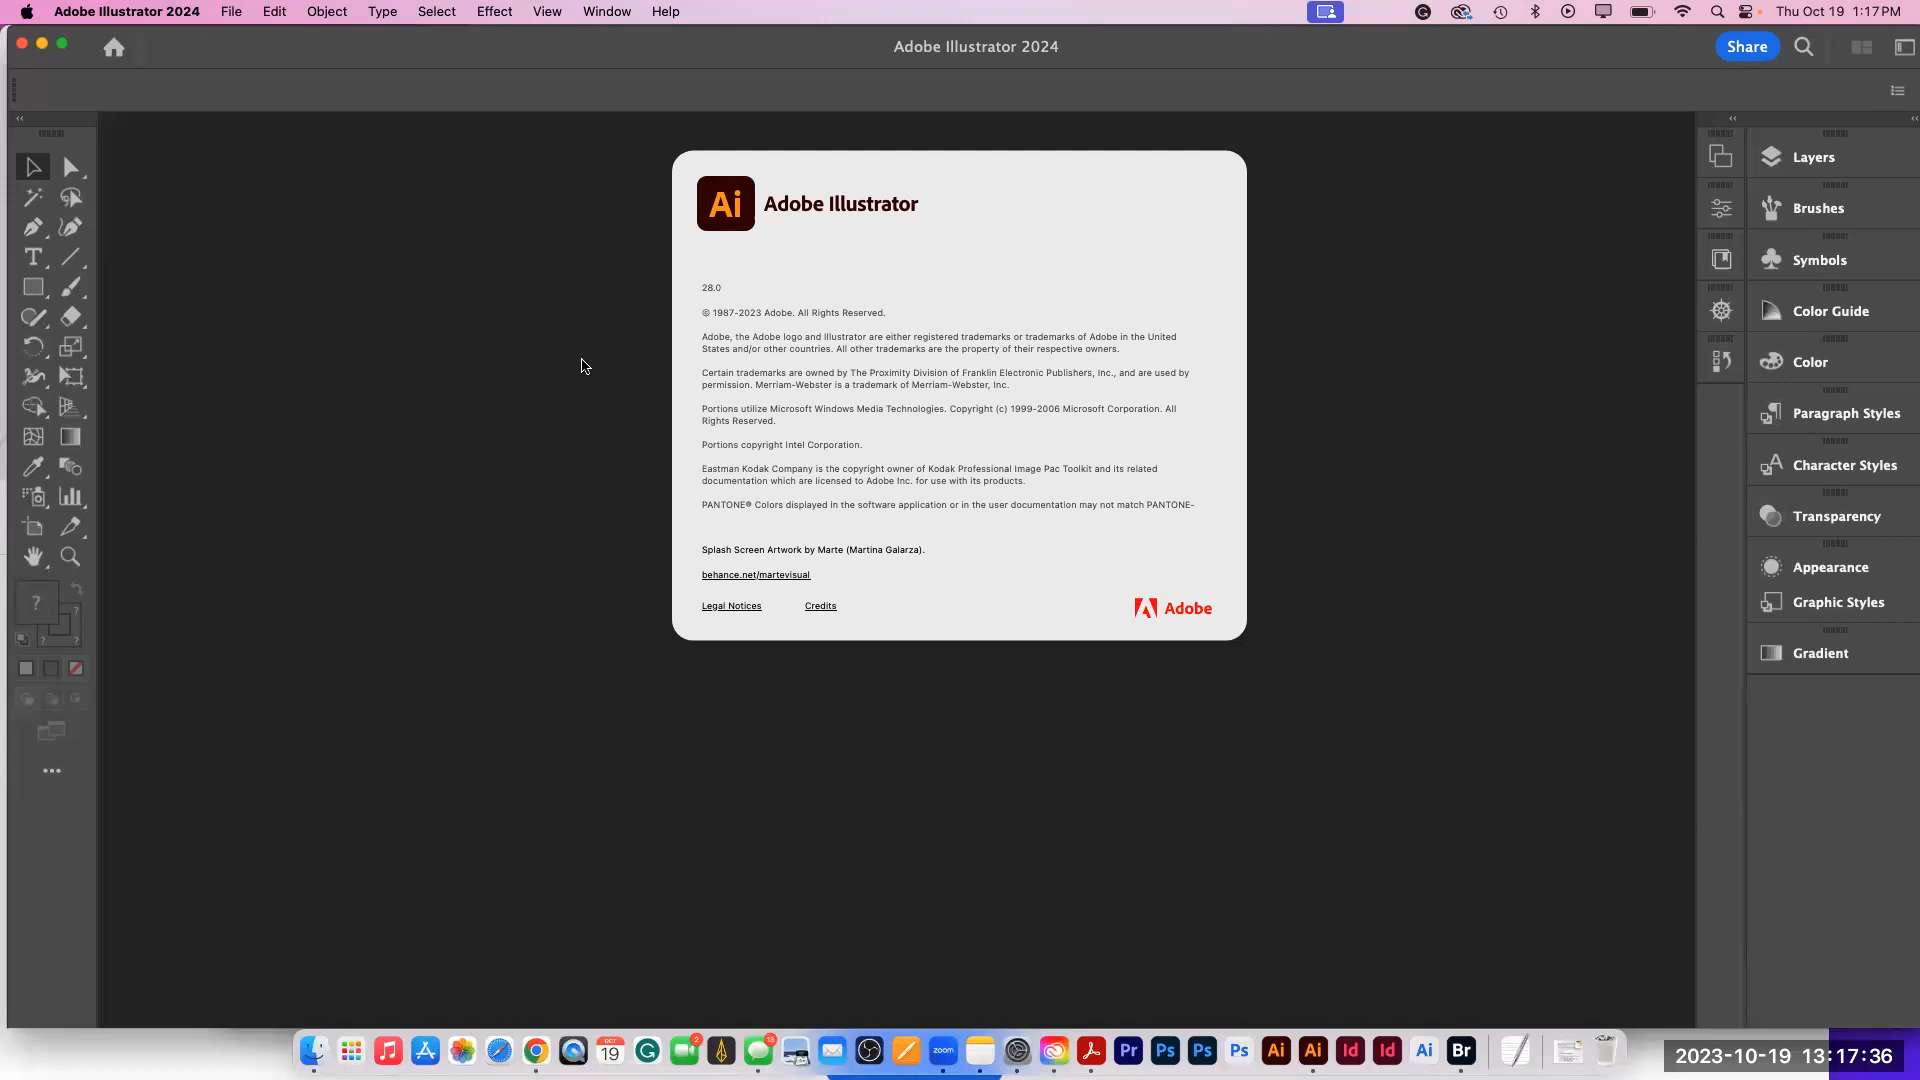 Adobe Illustrator 2024 File Edit Object Type Select Effect View Window Help Thu Oct 19 1:17 PM
Adobe Illustrator 2024
Share
Ai Adobe Illustrator
28.0
© 1987-2023 Adobe. All Rights Reserved.
Adobe, the Adobe logo and Illustrator are either registered trademarks or trademarks of Adobe in the United
States and/or other countries. All other trademarks are the property of their respective owners.
Certain trademarks are owned by The Proximity Division of Franklin Electronic Publishers, Inc., and are used by
permission. Merriam-Webster is a trademark of Merriam-Webster, Inc.
Portions utilize Microsoft Windows Media Technologies. Copyright (c) 1999-2006 Microsoft Corporation. All
Rights Reserved.
Portions copyright Intel Corporation.
Eastman Kodak Company is the copyright owner of Kodak Professional Image Pac Toolkit and its related
documentation which are licensed to Adobe Inc. for use with its products.
PANTONE® Colors displayed in the software application or in the user documentation may not match PANTONE-
Splash Screen Artwork by Marte (Martina Galarza).
behance.net/martevisual
Legal Notices Credits
Adobe
Layers
Brushes
Symbols
Color Guide
Color
Paragraph Styles
Character Styles
Transparency
Appearance
Graphic Styles
Gradient
OCT
19
2
13
zoom
Pr Ps Ps Ps Ai Ai Id Id Ai Br
2023-10-19 13:17:36